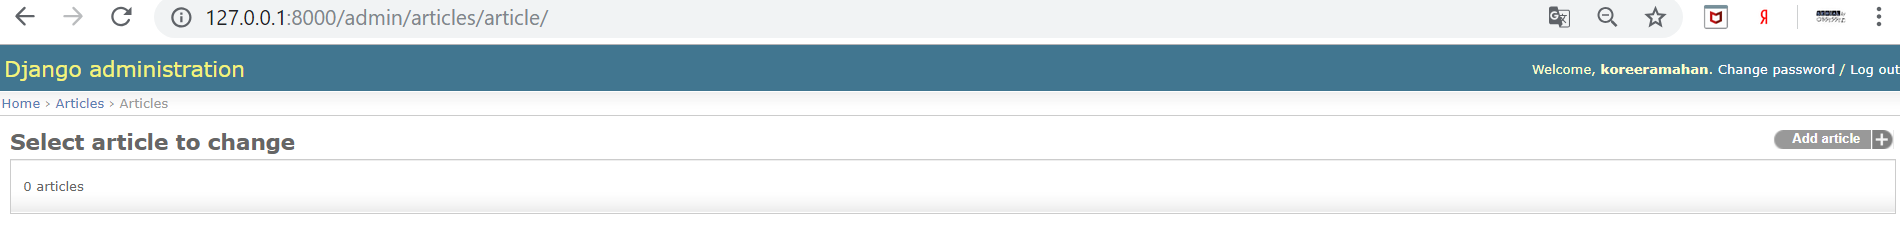 127.0.0.1:8000/admin/articles/article/
Django administration
Welcome, koreeramahan. Change password / Log out
Home › Articles › Articles
Select article to change
Add article +
0 articles